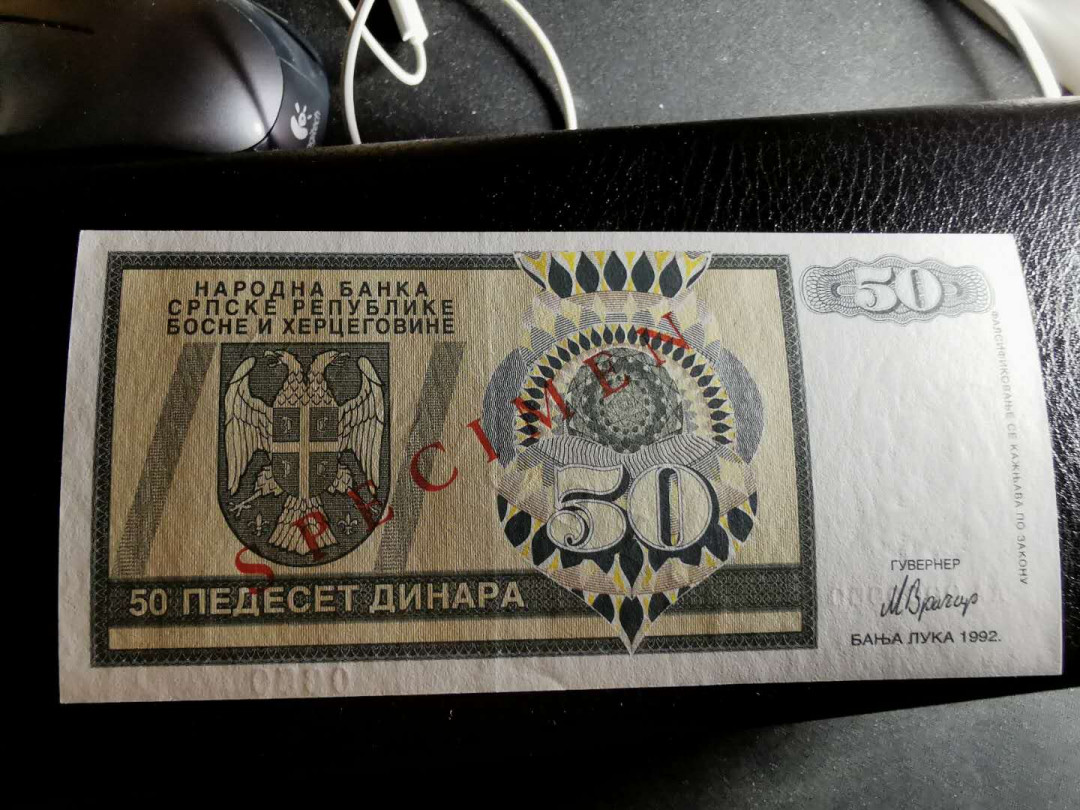 НАРОДНА БАНКА
СРПСКЕ РЕПУБЛИКЕ
БОСНЕ И ХЕРЦЕГОВИНЕ
SPECIMEN
50
50
50 ПЕДЕСЕТ ДИНАРА
ФАЛСИФИКОВАЊЕ СЕ КАЖЊАВА ПО ЗАКОНУ
ГУВЕРНЕР
М Врачар
БАЊА ЛУКА 1992.